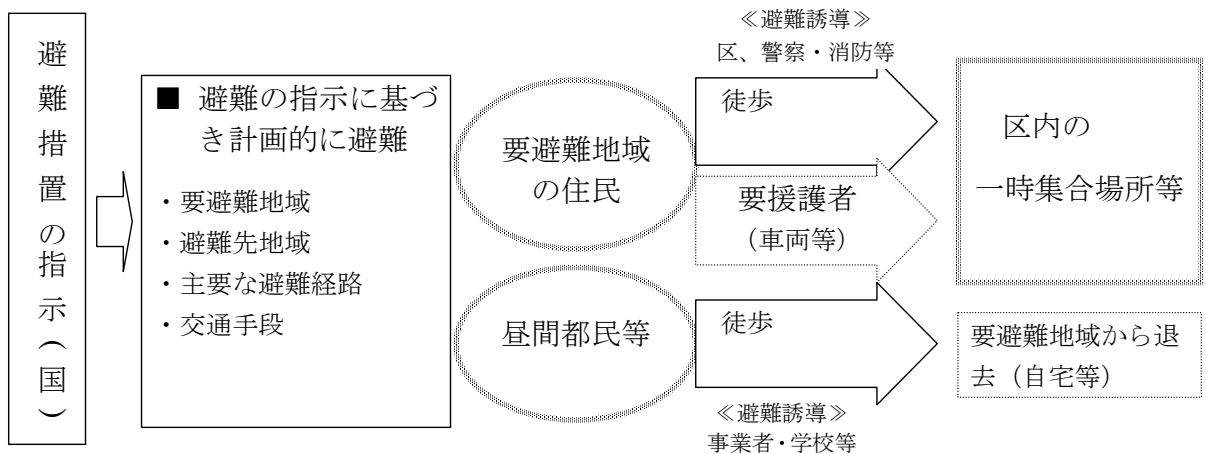 避難措置の指示(国)
■ 避難の指示に基づ
き計画的に避難
・要避難地域
・避難先地域
・主要な避難経路
・交通手段
要避難地域
の住民
昼間都民等
≪避難誘導≫
区、警察・消防等
徒歩
要援護者
(車両等)
徒歩
≪避難誘導≫
事業者・学校等
区内の
一時集合場所等
要避難地域から退
去(自宅等)